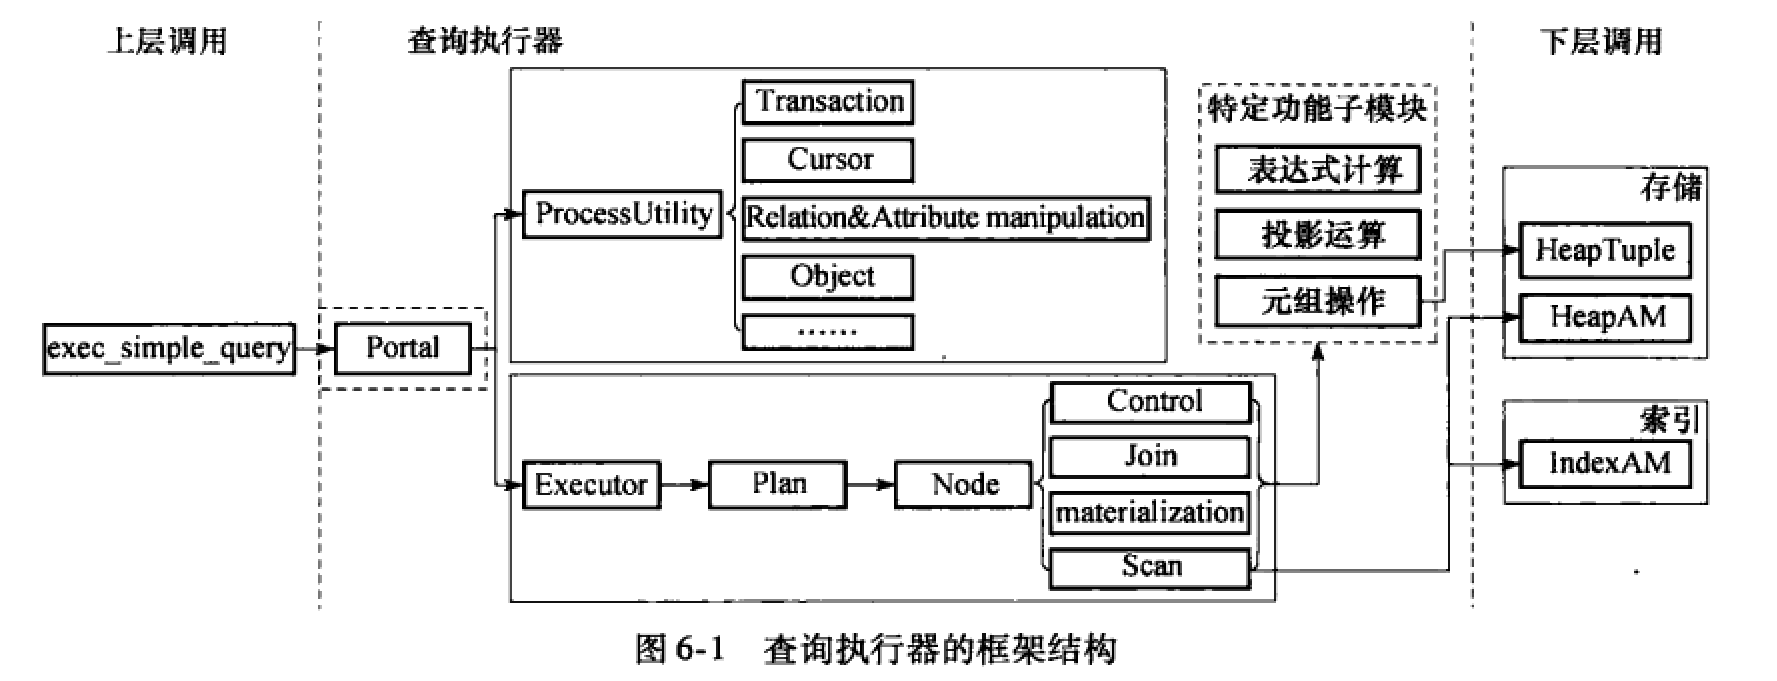 上层调用
查询执行器
下层调用
Transaction
Cursor
ProcessUtility
Relation&Attribute manipulation
Object
......
特定功能子模块
表达式计算
投影运算
元组操作
存储
HeapTuple
HeapAM
索引
IndexAM
exec_simple_query
Portal
Executor
Plan
Node
Control
Join
materialization
Scan
图 6-1 查询执行器的框架结构